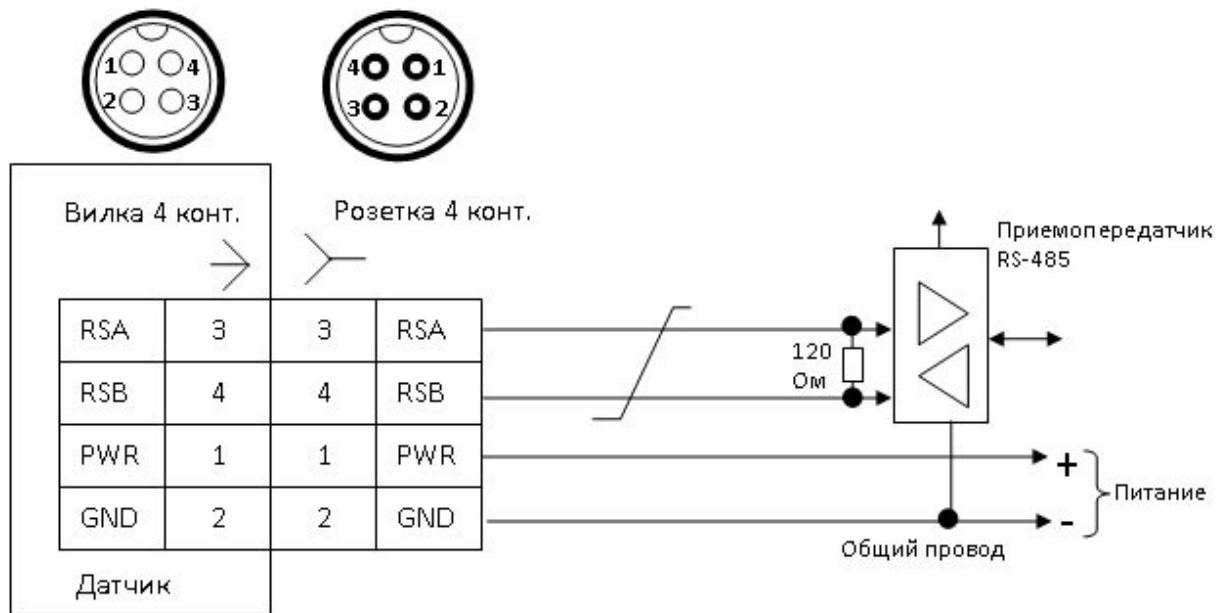 1 4
2 3
4 1
3 2
Вилка 4 конт.
Розетка 4 конт.
RSA 3 3 RSA
RSB 4 4 RSB
PWR 1 1 PWR
GND 2 2 GND
Датчик
120
Ом
Приемопередатчик
RS-485
+
-
Питание
Общий провод